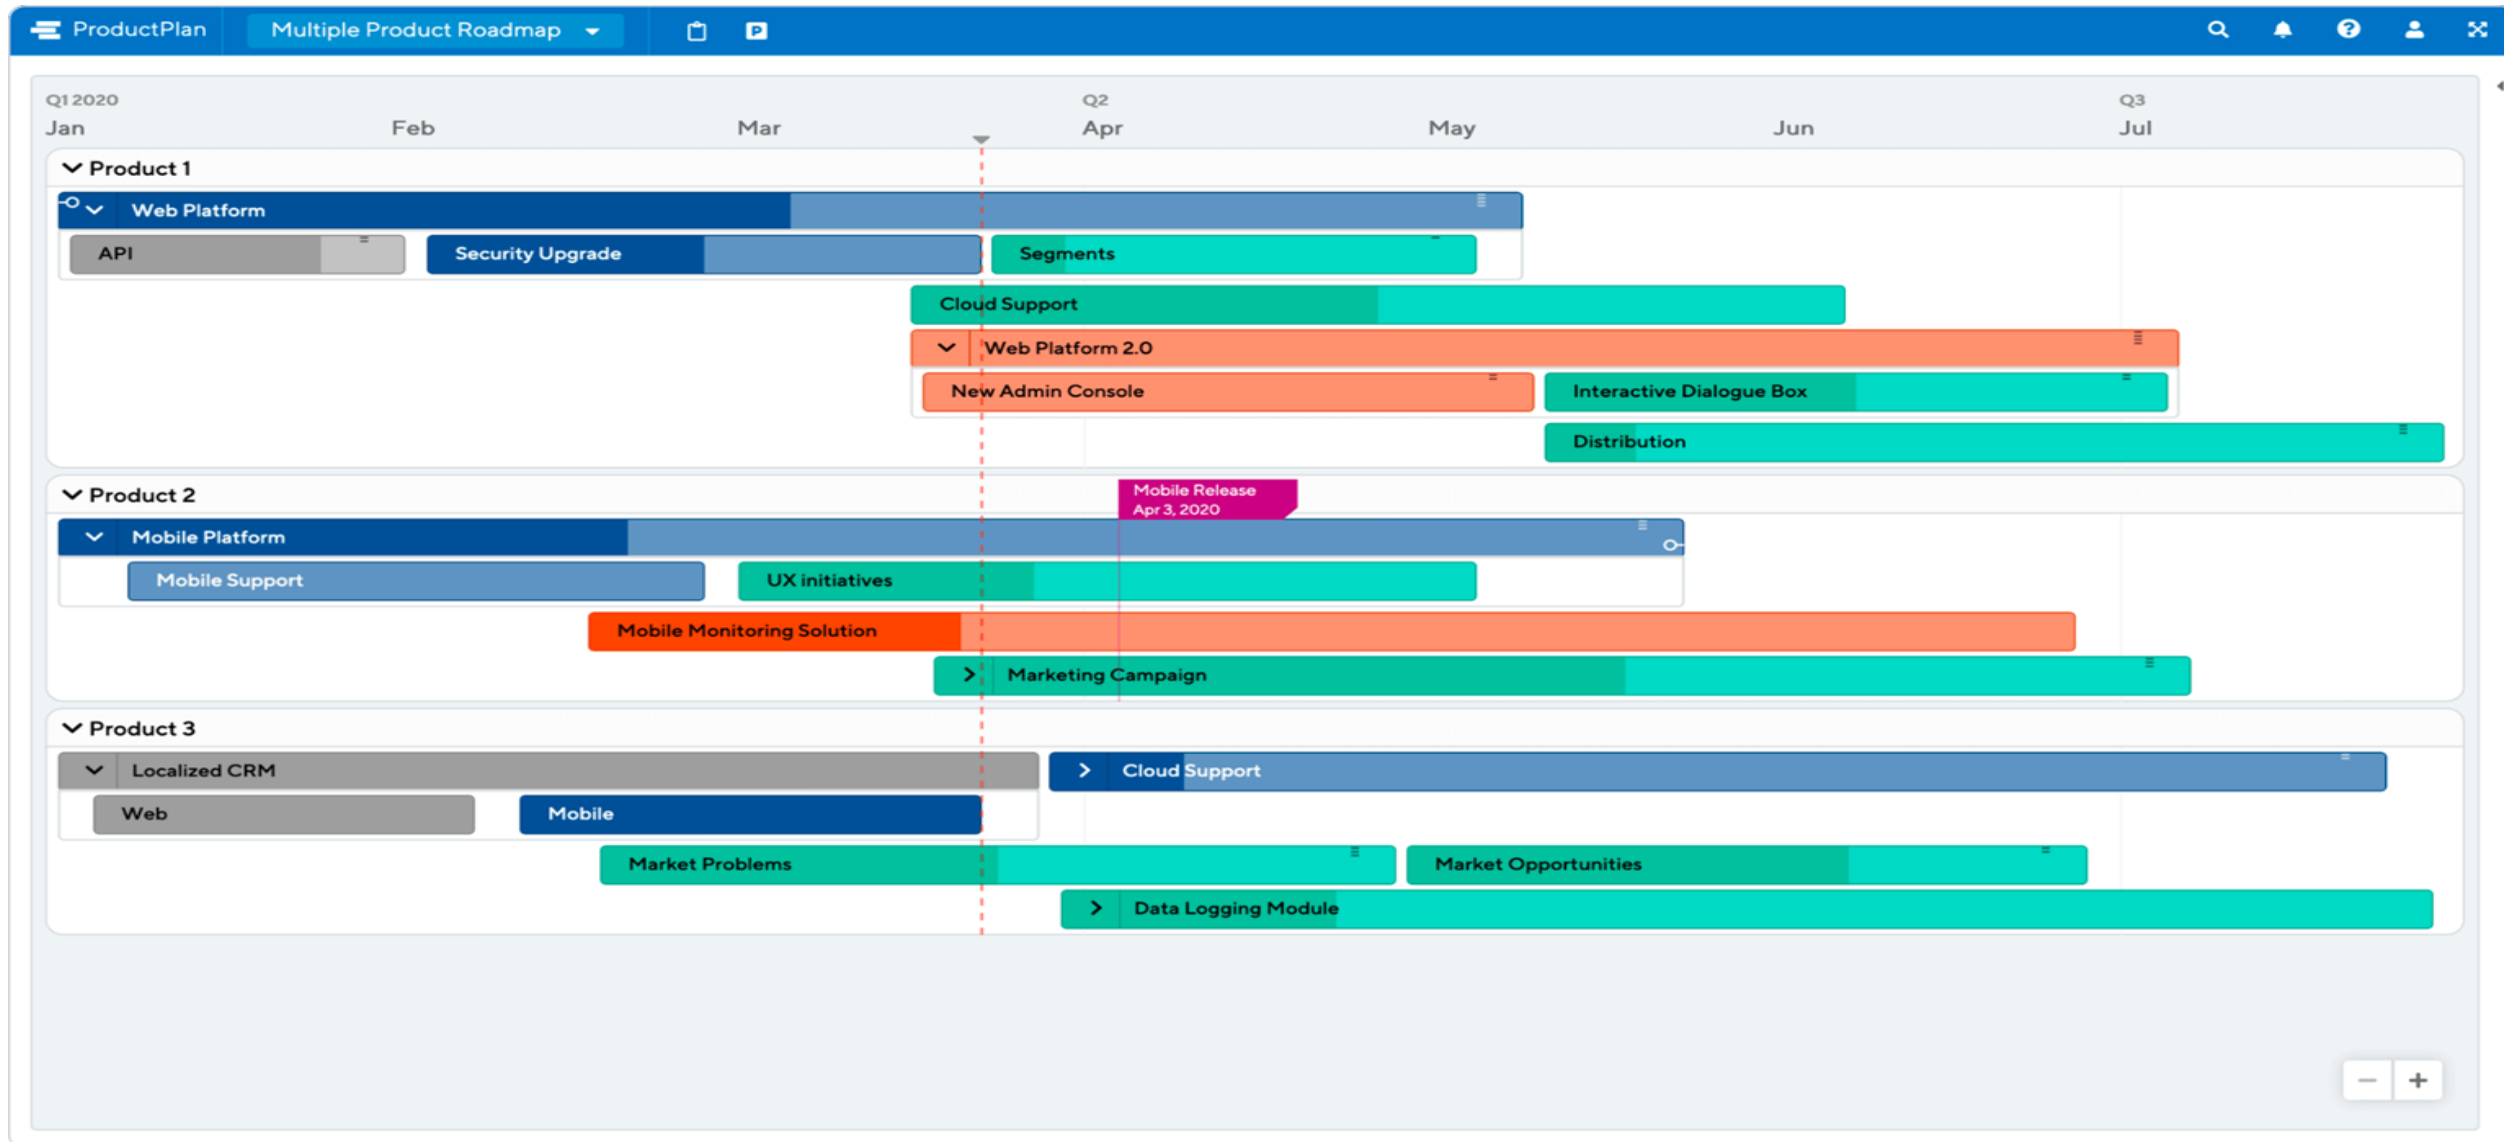 ProductPlan Multiple Product Roadmap P ?
Q1 2020 Q2 Q3
Jan Feb Mar Apr May Jun Jul
Product 1
Web Platform
API Security Upgrade Segments
Cloud Support
Web Platform 2.0
New Admin Console Interactive Dialogue Box
Distribution
Product 2
Mobile Release
Apr 3, 2020
Mobile Platform
Mobile Support UX initiatives
Mobile Monitoring Solution
Marketing Campaign
Product 3
Localized CRM Cloud Support
Web Mobile
Market Problems Market Opportunities
Data Logging Module
− +